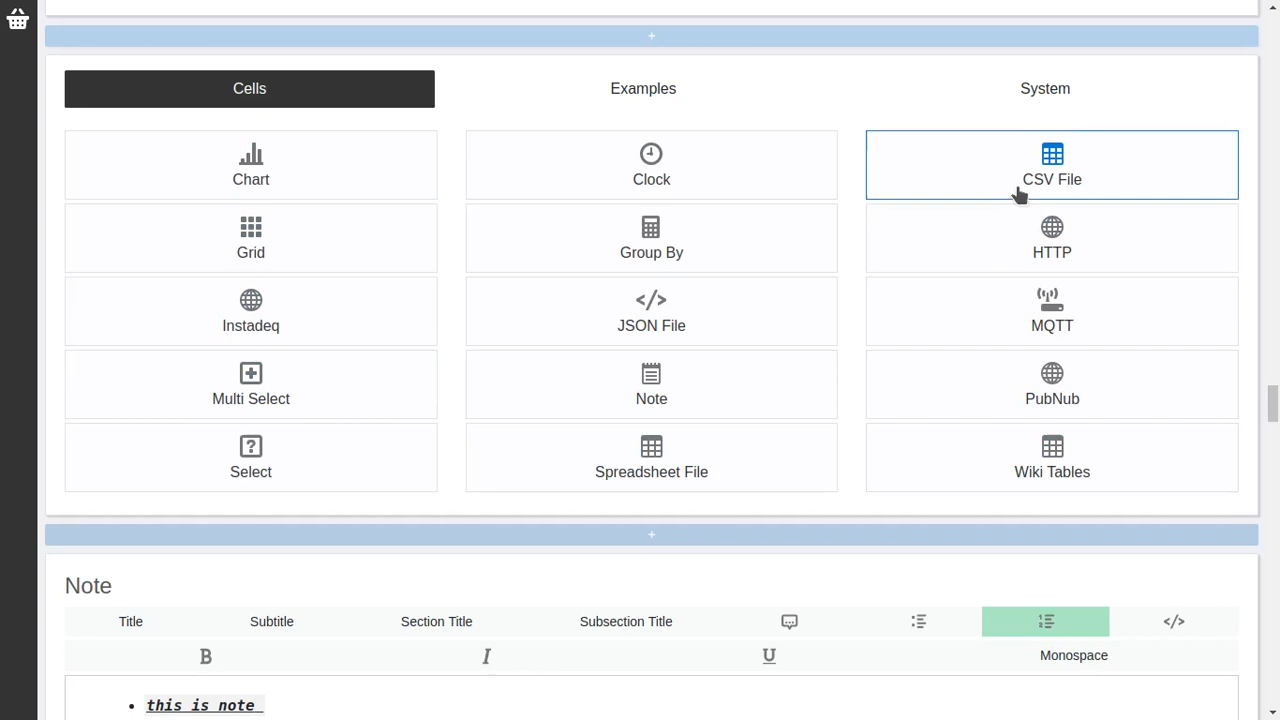 +
Cells Examples System
Chart Clock CSV File
Grid Group By HTTP
Instadeq JSON File MQTT
Multi Select Note PubNub
Select Spreadsheet File Wiki Tables
+
Note
Title Subtitle Section Title Subsection Title
B I U Monospace
• this is note